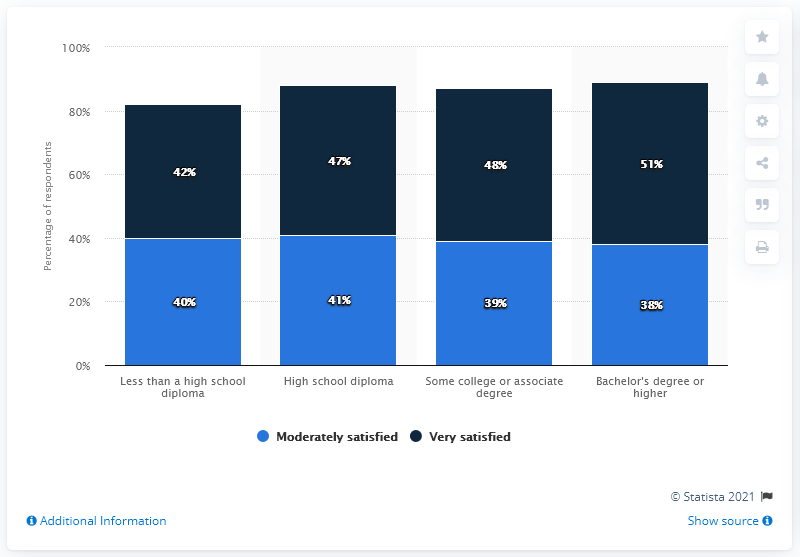 100%
80%
60%
40%
20%
0%
Percentage of respondents
42%
47%
48%
51%
40%
41%
39%
38%
Less than a high school
diploma
High school diploma
Some college or associate
degree
Bachelor's degree or
higher
Moderately satisfied
Very satisfied
© Statista 2021
Additional Information
Show source